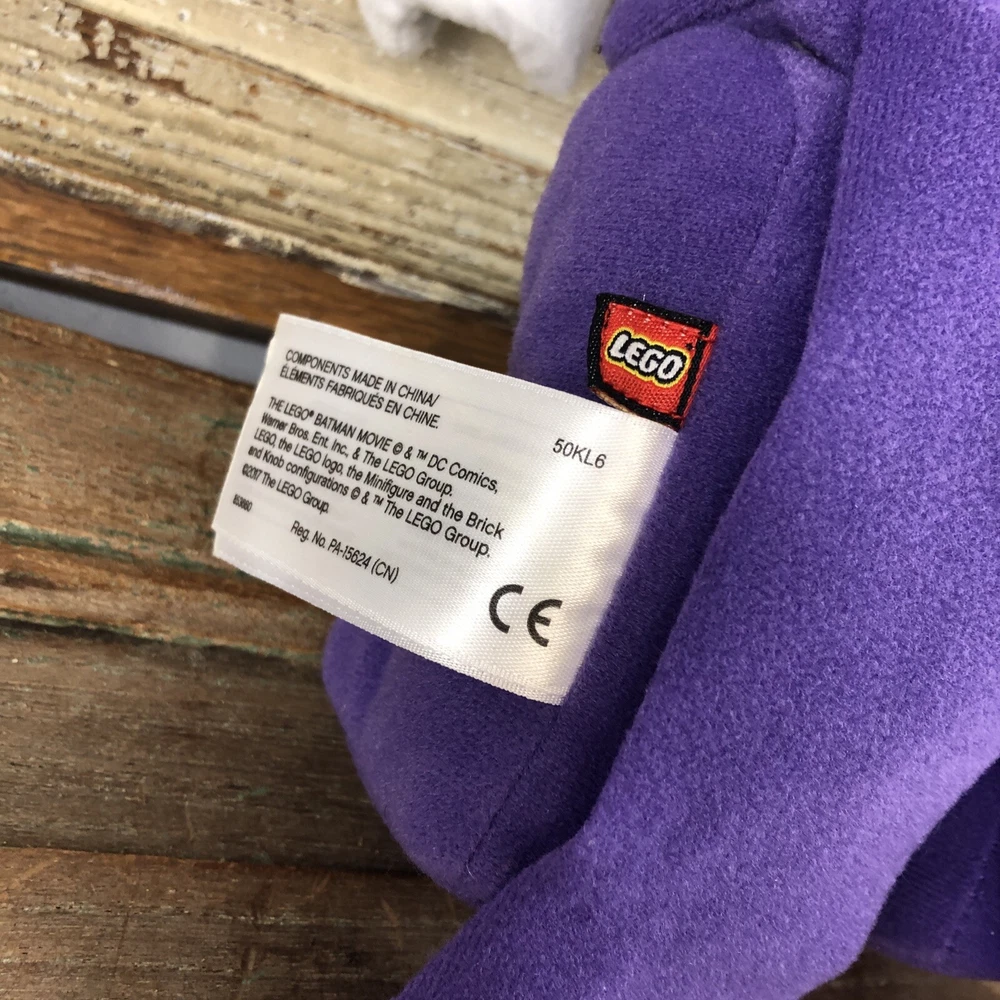 LEGO
COMPONENTS MADE IN CHINA/
ÉLÉMENTS FABRIQUÉS EN CHINE
50KL6
THE LEGO® BATMAN MOVIE © & ™ DC Comics,
Warner Bros. Ent. Inc, & The LEGO Group.
LEGO, the LEGO logo, the Minifigure and the Brick
and Knob configurations © & ™ The LEGO Group.
©2017 The LEGO Group.
853660
Reg. No. PA-15624 (CN)
CE